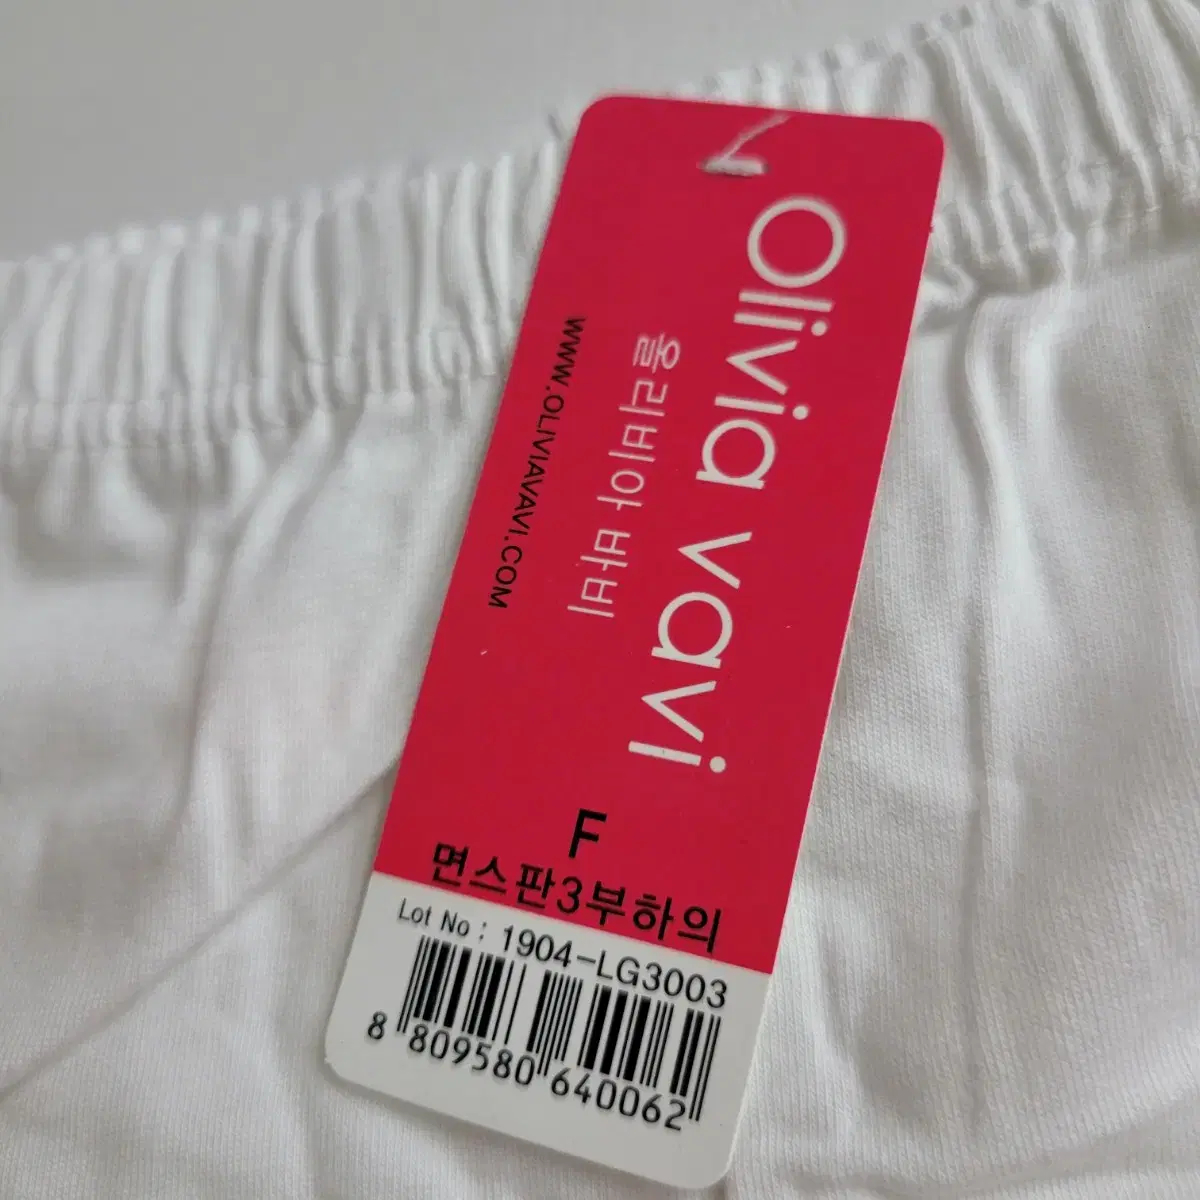 Olivia vavi
올리비아 바비
WWW.OLIVIAVAVI.COM
F
면스판3부하의
Lot No : 1904-LG3003
8 809580 640062